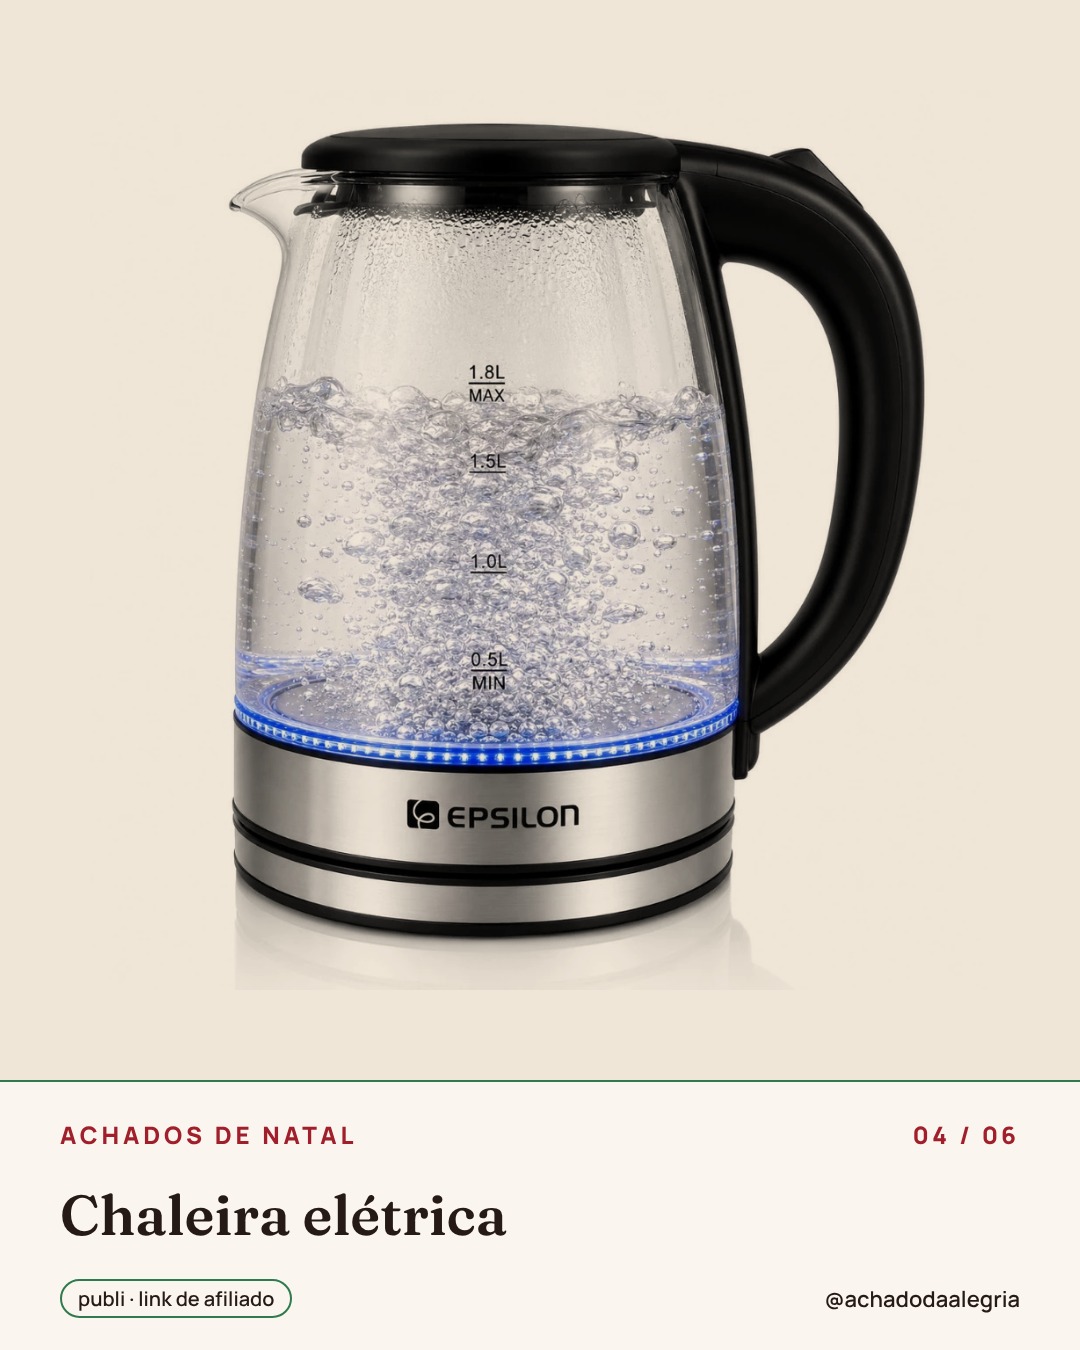 1.8L
MAX
1.5L
1.0L
0.5L
MIN
EPSILON
ACHADOS DE NATAL
04 / 06
Chaleira elétrica
publi · link de afiliado
@achadodaalegria